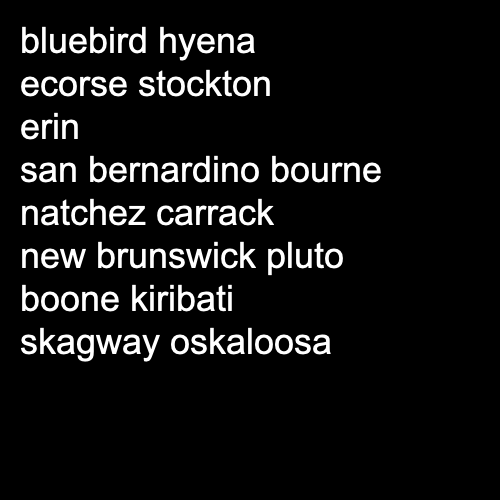 bluebird hyena
ecorse stockton
erin
san bernardino bourne
natchez carrack
new brunswick pluto
boone kiribati
skagway oskaloosa